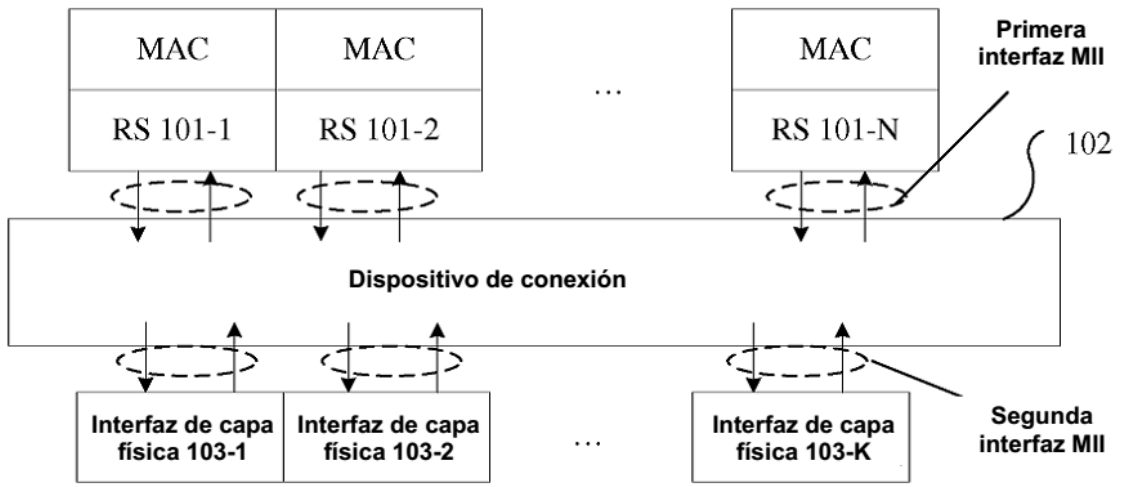 MAC
MAC
Primera
interfaz MII
...
RS 101-1
RS 101-2
RS 101-N
102
Dispositivo de conexión
Interfaz de capa
física 103-1
Interfaz de capa
física 103-2
...
Interfaz de capa
física 103-K
Segunda
interfaz MII
MAC